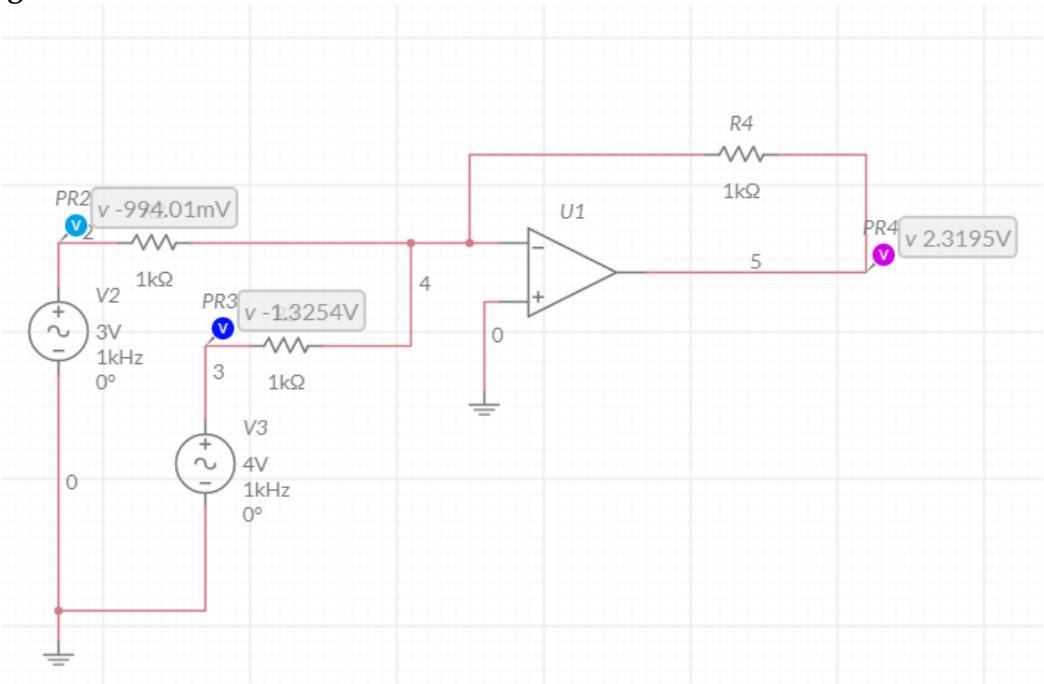 R4
1kΩ
U1
PR2
V
v -994.01mV
2
1kΩ
PR4
V
v 2.3195V
5
4
V2
3V
1kHz
0°
PR3
V
v -1.3254V
3
1kΩ
0
V3
4V
1kHz
0°
0